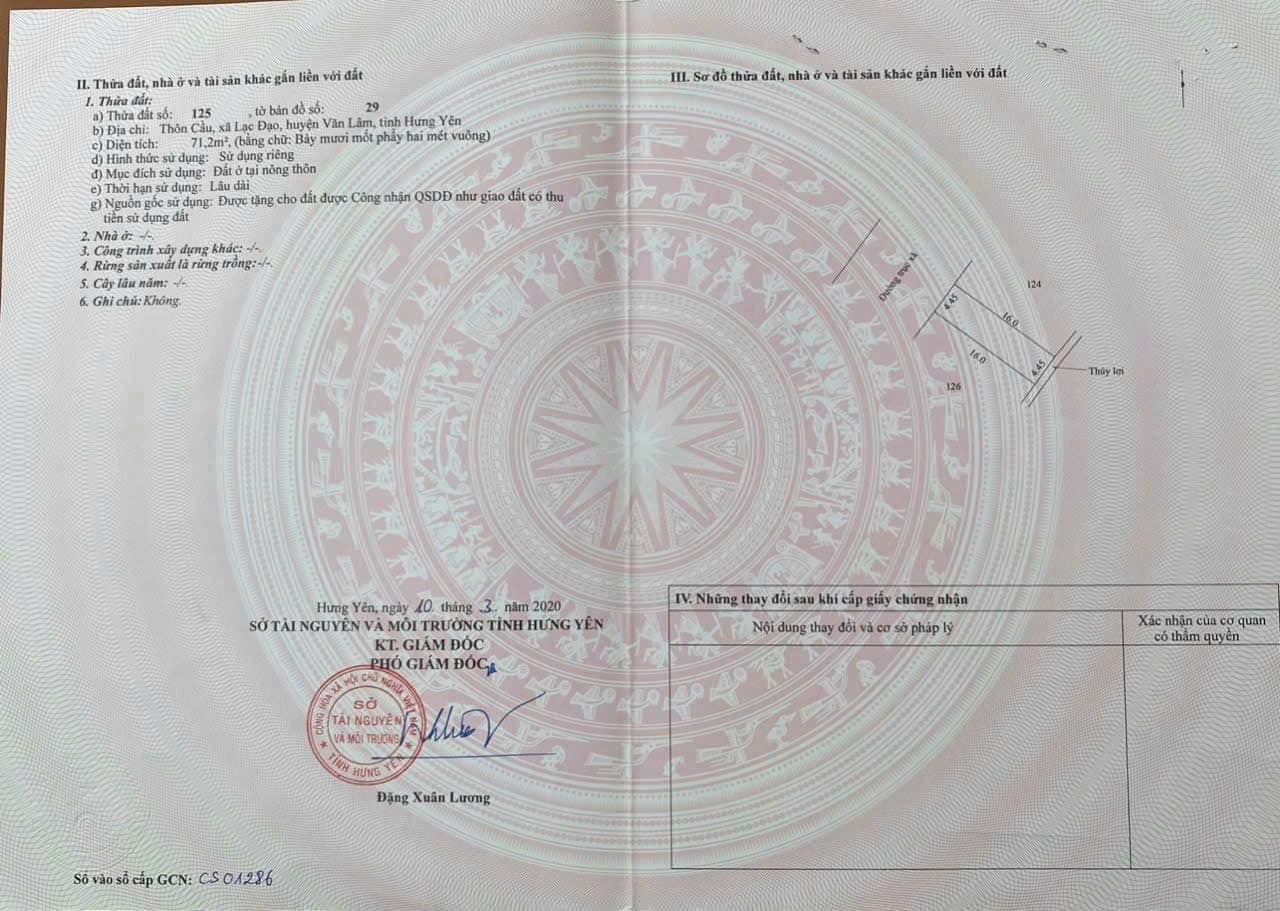 II. Thửa đất, nhà ở và tài sản khác gắn liền với đất
1. Thửa đất:
a) Thửa đất số: 125 , tờ bản đồ số: 29
b) Địa chỉ: Thôn Cầu, xã Lạc Đạo, huyện Văn Lâm, tỉnh Hưng Yên
c) Diện tích: 71,2m², (bằng chữ: Bảy mươi mốt phẩy hai mét vuông)
d) Hình thức sử dụng: Sử dụng riêng
đ) Mục đích sử dụng: Đất ở tại nông thôn
e) Thời hạn sử dụng: Lâu dài
g) Nguồn gốc sử dụng: Được tặng cho đất được Công nhận QSDĐ như giao đất có thu
tiền sử dụng đất
2. Nhà ở: -/-.
3. Công trình xây dựng khác: -/-.
4. Rừng sản xuất là rừng trồng:-/-.
5. Cây lâu năm: -/-.
6. Ghi chú: Không.
Hưng Yên, ngày 10 tháng 3 năm 2020
SỞ TÀI NGUYÊN VÀ MÔI TRƯỜNG TỈNH HƯNG YÊN
KT. GIÁM ĐỐC
PHÓ GIÁM ĐỐC
CỘNG HÒA XÃ HỘI CHỦ NGHĨA VIỆT NAM
SỞ
TÀI NGUYÊN
VÀ MÔI TRƯỜNG
TỈNH HƯNG YÊN
Đặng Xuân Lương
Số vào sổ cấp GCN: CS01286
III. Sơ đồ thửa đất, nhà ở và tài sản khác gắn liền với đất
Đường trục xã
124
4.45
16.0
16.0
4.45
Thủy lợi
126
IV. Những thay đổi sau khi cấp giấy chứng nhận
Nội dung thay đổi và cơ sở pháp lý
Xác nhận của cơ quan
có thẩm quyền